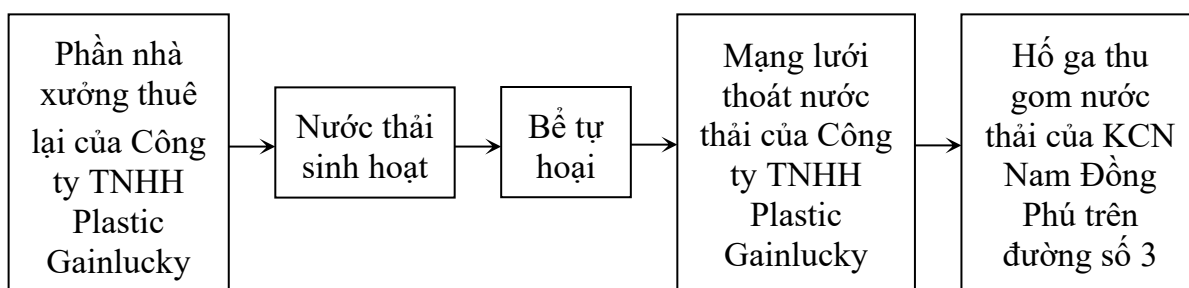 Phần nhà
xưởng thuê
lại của Công
ty TNHH
Plastic
Gainlucky
Nước thải
sinh hoạt
Bể tự
hoại
Mạng lưới
thoát nước
thải của Công
ty TNHH
Plastic
Gainlucky
Hố ga thu
gom nước
thải của KCN
Nam Đồng
Phú trên
đường số 3